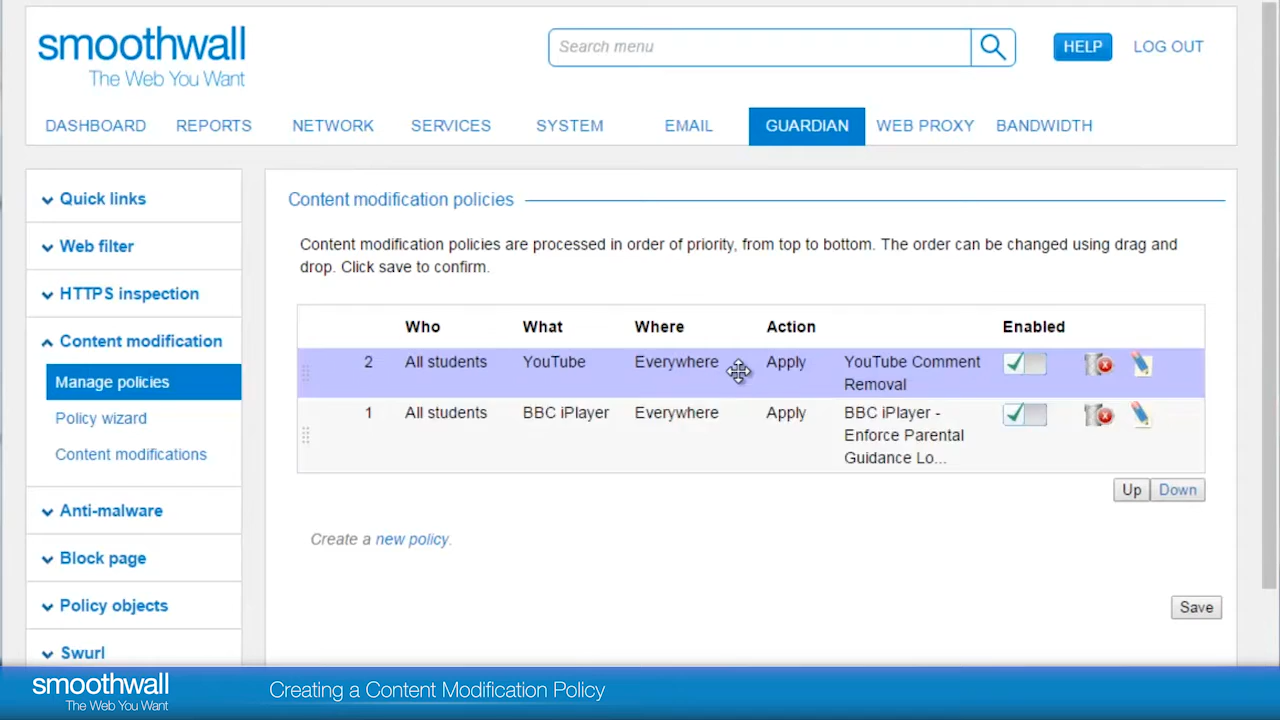 smoothwall
The Web You Want
Search menu
HELP
LOG OUT
DASHBOARD REPORTS NETWORK SERVICES SYSTEM EMAIL GUARDIAN WEB PROXY BANDWIDTH
Quick links
Web filter
HTTPS inspection
Content modification
Manage policies
Policy wizard
Content modifications
Anti-malware
Block page
Policy objects
Swurl
Content modification policies
Content modification policies are processed in order of priority, from top to bottom. The order can be changed using drag and
drop. Click save to confirm.
Who What Where Action Enabled
2 All students YouTube Everywhere Apply YouTube Comment
Removal
1 All students BBC iPlayer Everywhere Apply BBC iPlayer -
Enforce Parental
Guidance Lo...
Up Down
Create a new policy.
Save
smoothwall
The Web You Want
Creating a Content Modification Policy